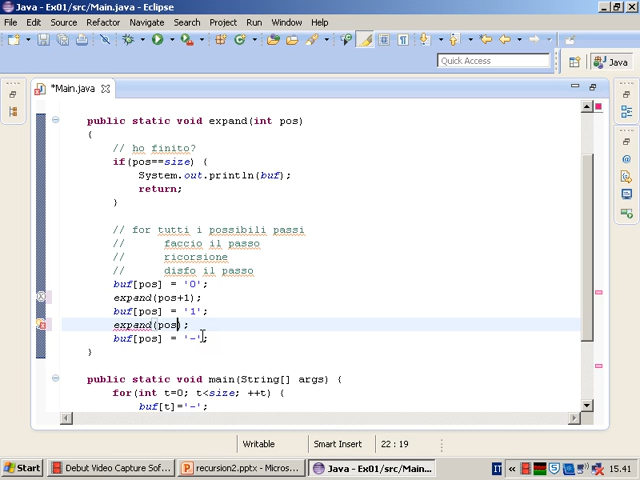 Java - Ex01/src/Main.java - Eclipse
File Edit Source Refactor Navigate Search Project Run Window Help
Quick Access
Java
*Main.java
public static void expand(int pos)
{
// ho finito?
if(pos==size) {
System.out.println(buf);
return;
}
// for tutti i possibili passi
// faccio il passo
// ricorsione
// disfo il passo
buf[pos] = '0';
expand(pos+1);
buf[pos] = '1';
expand(pos);
buf[pos] = '-';
}
public static void main(String[] args) {
for(int t=0; t<size; ++t) {
buf[t]='-';
Writable Smart Insert 22 : 19
Start Debut Video Capture Sof... recursion2.pptx - Micros... Java - Ex01/src/Main... IT « 15.41